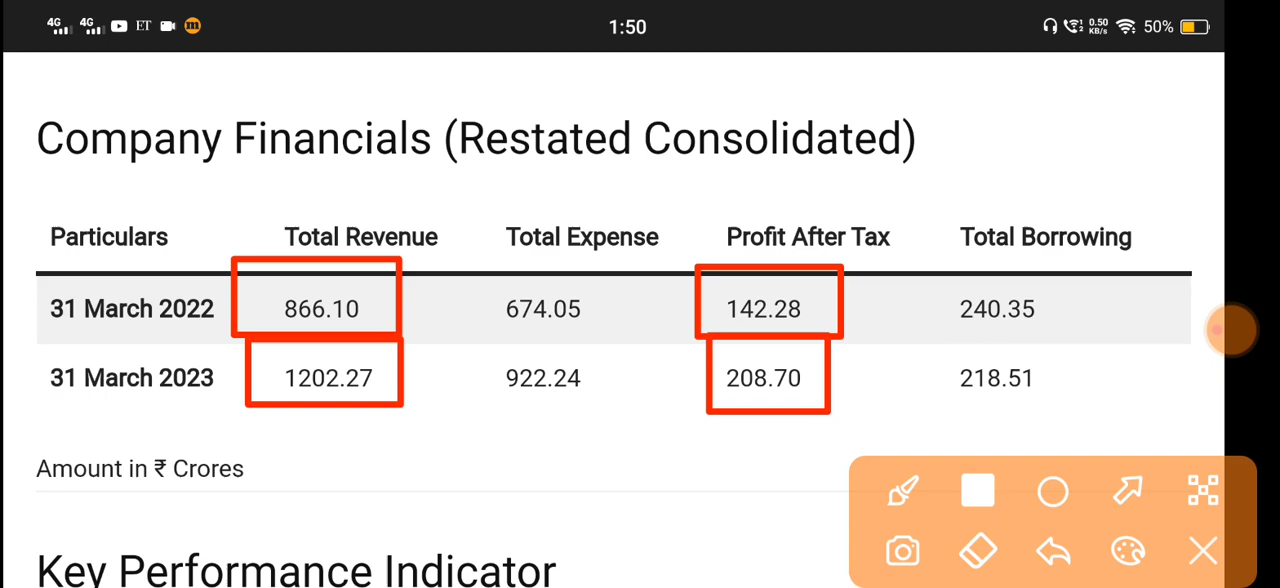 4G 4G ET m 1:50 0.50 KB/s 50%
Company Financials (Restated Consolidated)
Particulars Total Revenue Total Expense Profit After Tax Total Borrowing
31 March 2022 866.10 674.05 142.28 240.35
31 March 2023 1202.27 922.24 208.70 218.51
Amount in ₹ Crores
Key Performance Indicator